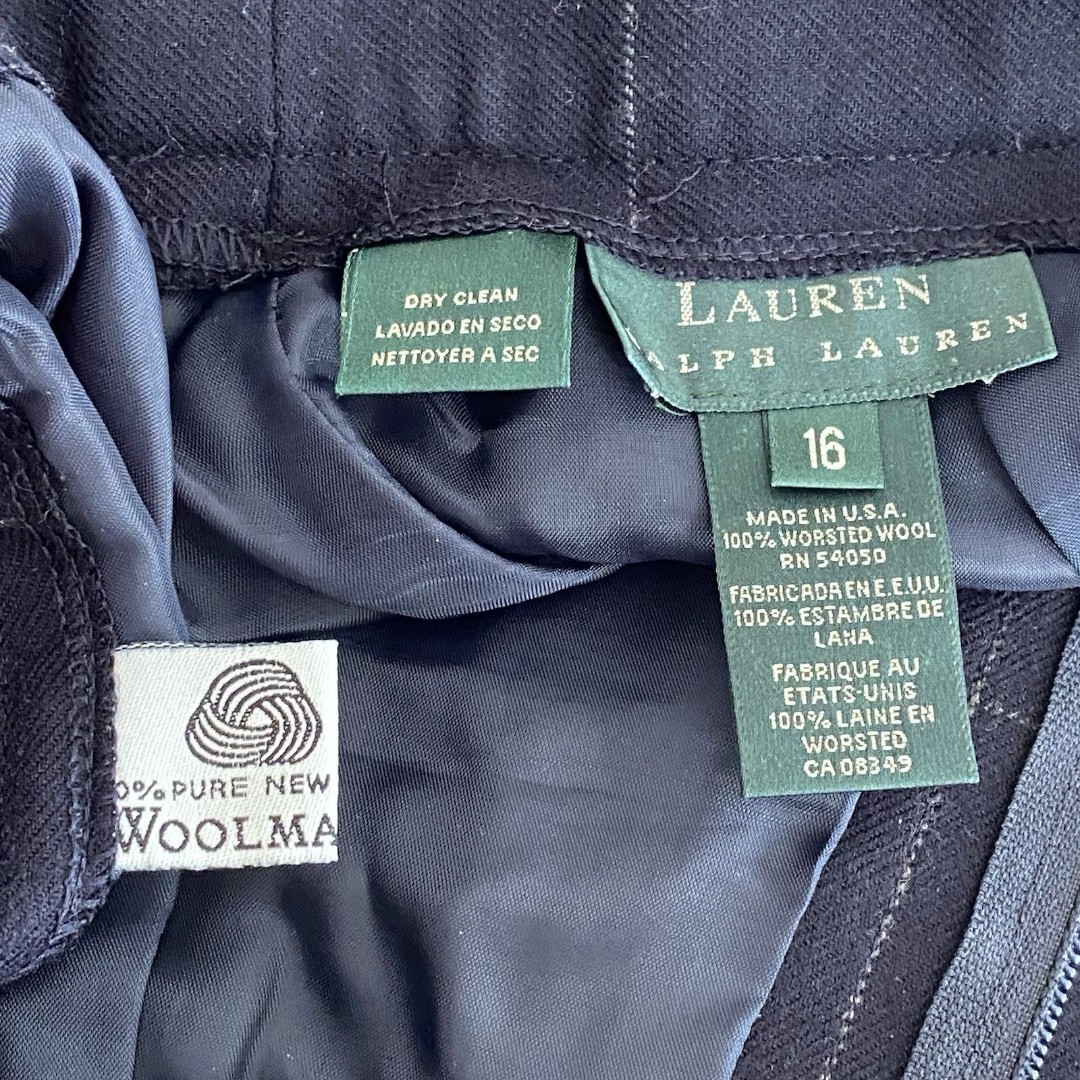 DRY CLEAN
LAVADO EN SECO
NETTOYER A SEC
LAUREN
ALPH LAUREN
16
MADE IN U.S.A.
100% WORSTED WOOL
RN 54050
FABRICADA EN E.E.U.U.
100% ESTAMBRE DE
LANA
FABRIQUE AU
ETATS-UNIS
100% LAINE EN
WORSTED
CA 08349
0% PURE NEW
WOOLMA